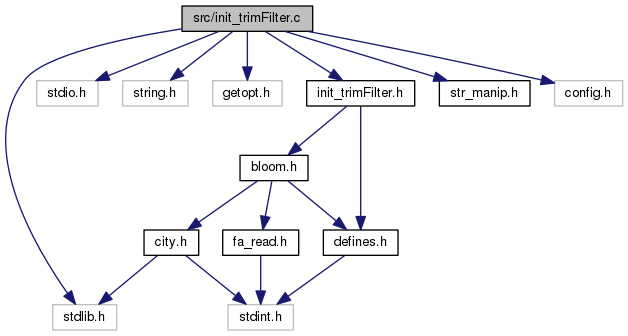 src/init_trimFilter.c
stdio.h
string.h
getopt.h
init_trimFilter.h
str_manip.h
config.h
bloom.h
city.h
fa_read.h
defines.h
stdlib.h
stdint.h